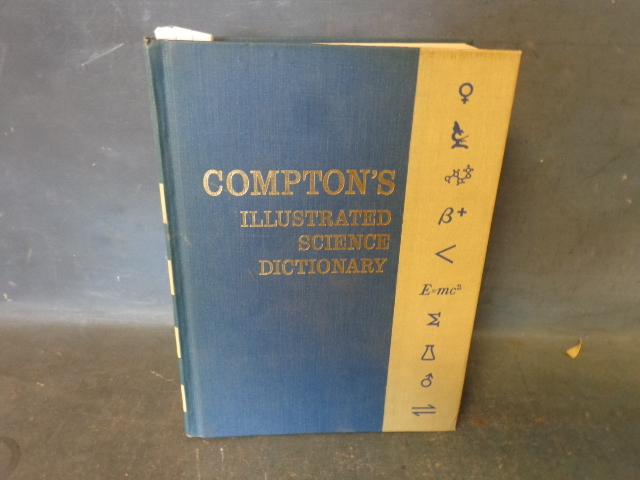 COMPTON'S
ILLUSTRATED
SCIENCE
DICTIONARY
♀
β+
<
E=mc²
Σ
♂
⇌